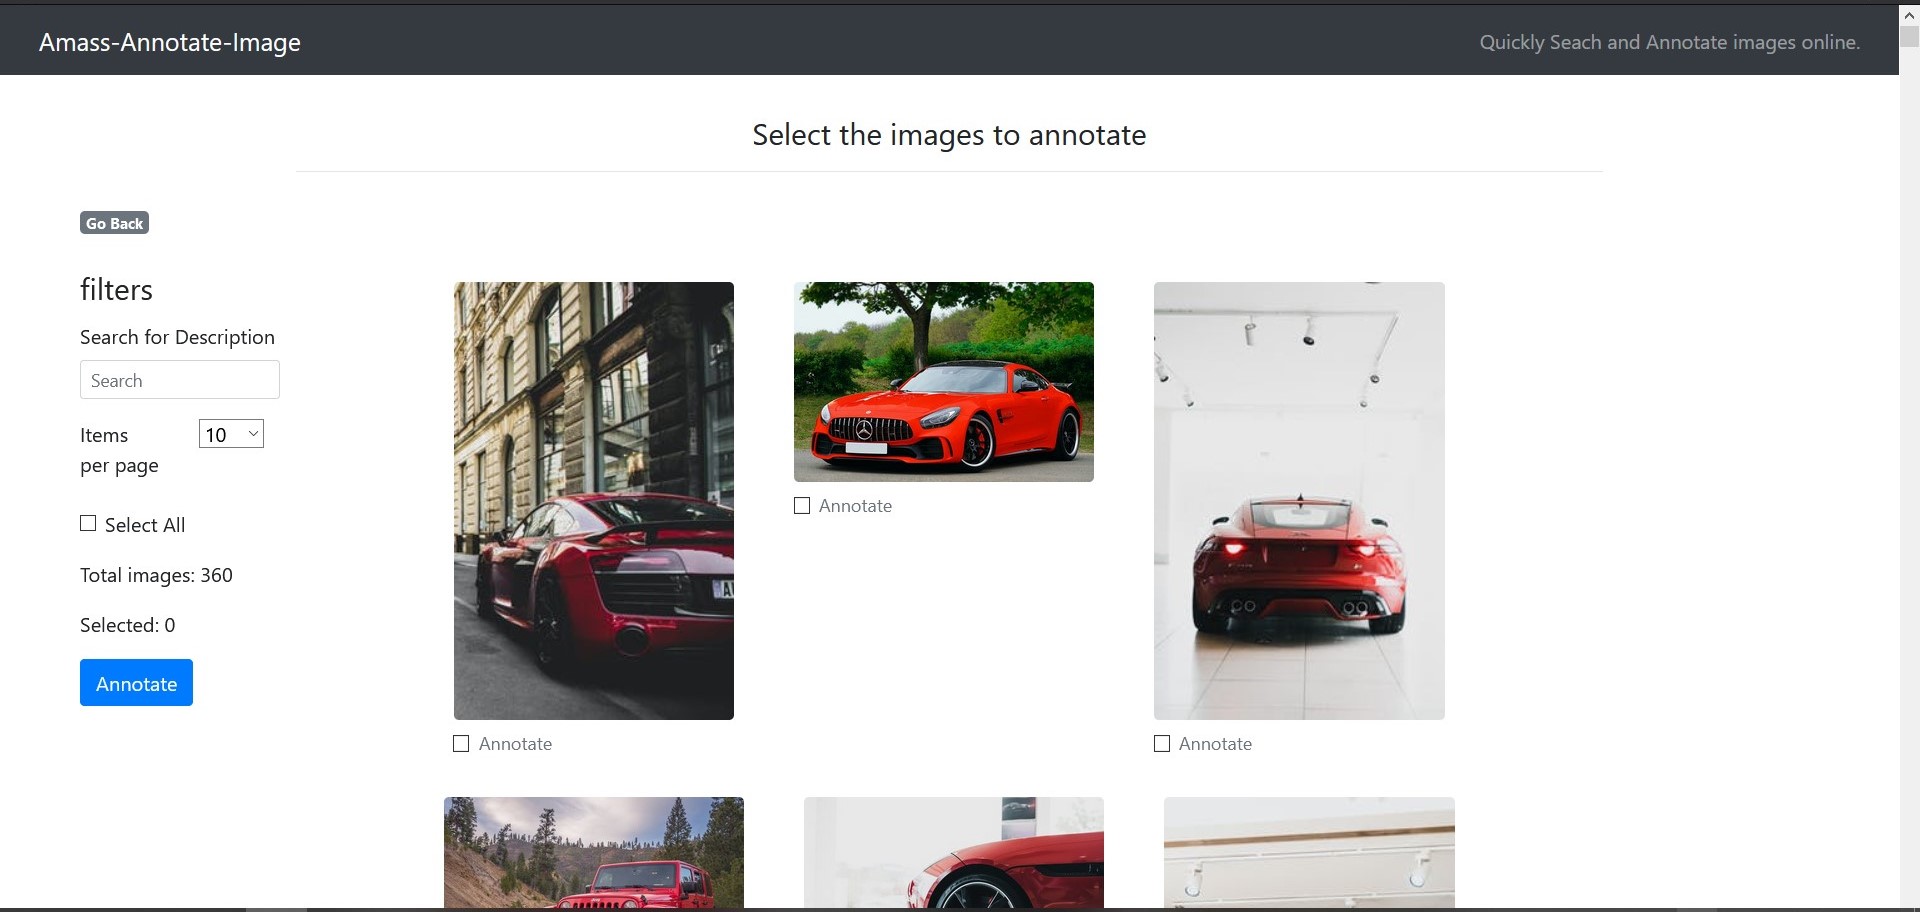 Amass-Annotate-Image
Quickly Seach and Annotate images online.
Select the images to annotate
Go Back
filters
Search for Description
Search
Items
per page
10
Select All
Total images: 360
Selected: 0
Annotate
Annotate
Annotate
Annotate